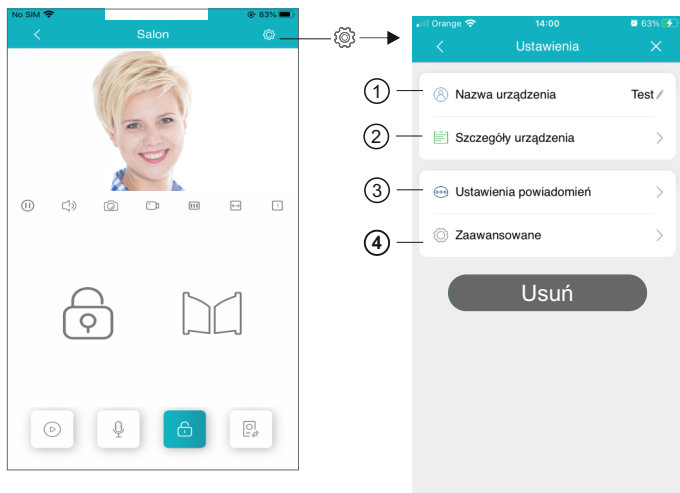 No SIM 83%
Salon
1
Orange 14:00 63%
Ustawienia
1 Nazwa urządzenia Test
2 Szczegóły urządzenia
3 Ustawienia powiadomień
4 Zaawansowane
Usuń